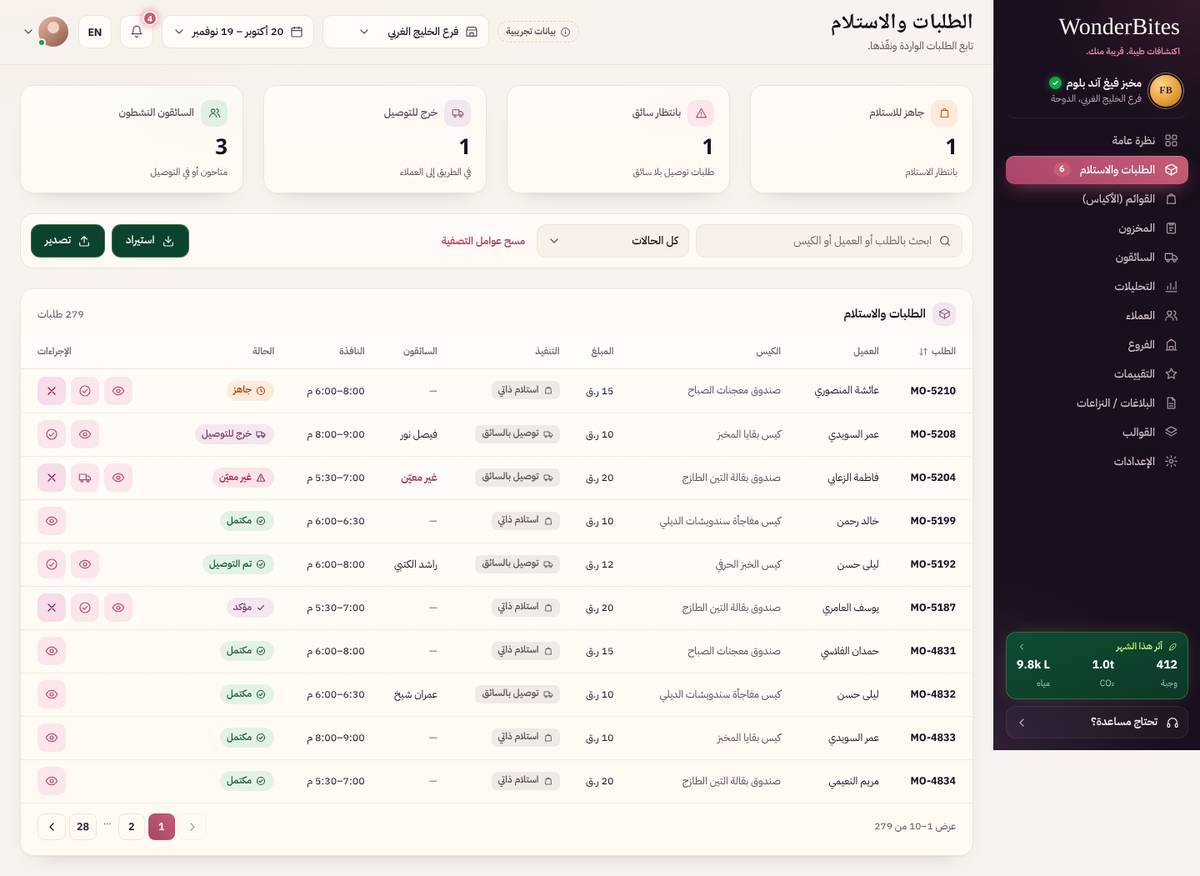 WonderBites
اكتشافات طيبة. قريبة منك.
FB
مخبز فيغ آند بلوم
فرع الخليج الغربي، الدوحة
نظرة عامة
الطلبات والاستلام 6
القوائم (الأكياس)
المخزون
السائقون
التحليلات
العملاء
الفروع
التقييمات
البلاغات / النزاعات
القوالب
الإعدادات
أثر هذا الشهر
412 1.0t 9.8k L
وجبة CO₂ مياه
تحتاج مساعدة؟
الطلبات والاستلام
تابع الطلبات الواردة ونفّذها.
بيانات تجريبية
فرع الخليج الغربي
20 أكتوبر – 19 نوفمبر
4
EN
جاهز للاستلام
1
بانتظار الاستلام
بانتظار سائق
1
طلبات توصيل بلا سائق
خرج للتوصيل
1
في الطريق إلى العملاء
السائقون النشطون
3
متاحون أو في التوصيل
ابحث بالطلب أو العميل أو الكيس
كل الحالات
مسح عوامل التصفية
استيراد
تصدير
الطلبات والاستلام
279 طلبات
الطلب العميل الكيس المبلغ التنفيذ السائقون النافذة الحالة الإجراءات
MO-5210 عائشة المنصوري صندوق معجنات الصباح 15 ر.ق استلام ذاتي — 6:00–8:00 م جاهز
MO-5208 عمر السويدي كيس بقايا المخبز 10 ر.ق توصيل بالسائق فيصل نور 8:00–9:00 م خرج للتوصيل
MO-5204 فاطمة الزعابي صندوق بقالة التين الطازج 20 ر.ق توصيل بالسائق غير معيّن 5:30–7:00 م غير معيّن
MO-5199 خالد رحمن كيس مفاجأة سندويشات الديلي 10 ر.ق استلام ذاتي — 6:00–6:30 م مكتمل
MO-5192 ليلى حسن كيس الخبز الحرفي 12 ر.ق توصيل بالسائق راشد الكتبي 6:00–8:00 م تم التوصيل
MO-5187 يوسف العامري صندوق بقالة التين الطازج 20 ر.ق استلام ذاتي — 5:30–7:00 م مؤكد
MO-4831 حمدان الفلاسي صندوق معجنات الصباح 15 ر.ق استلام ذاتي — 6:00–8:00 م مكتمل
MO-4832 ليلى حسن كيس مفاجأة سندويشات الديلي 10 ر.ق توصيل بالسائق عمران شيخ 6:00–6:30 م مكتمل
MO-4833 عمر السويدي كيس بقايا المخبز 10 ر.ق استلام ذاتي — 8:00–9:00 م مكتمل
MO-4834 مريم النعيمي صندوق بقالة التين الطازج 20 ر.ق استلام ذاتي — 5:30–7:00 م مكتمل
عرض 1–10 من 279
1 2 ... 28